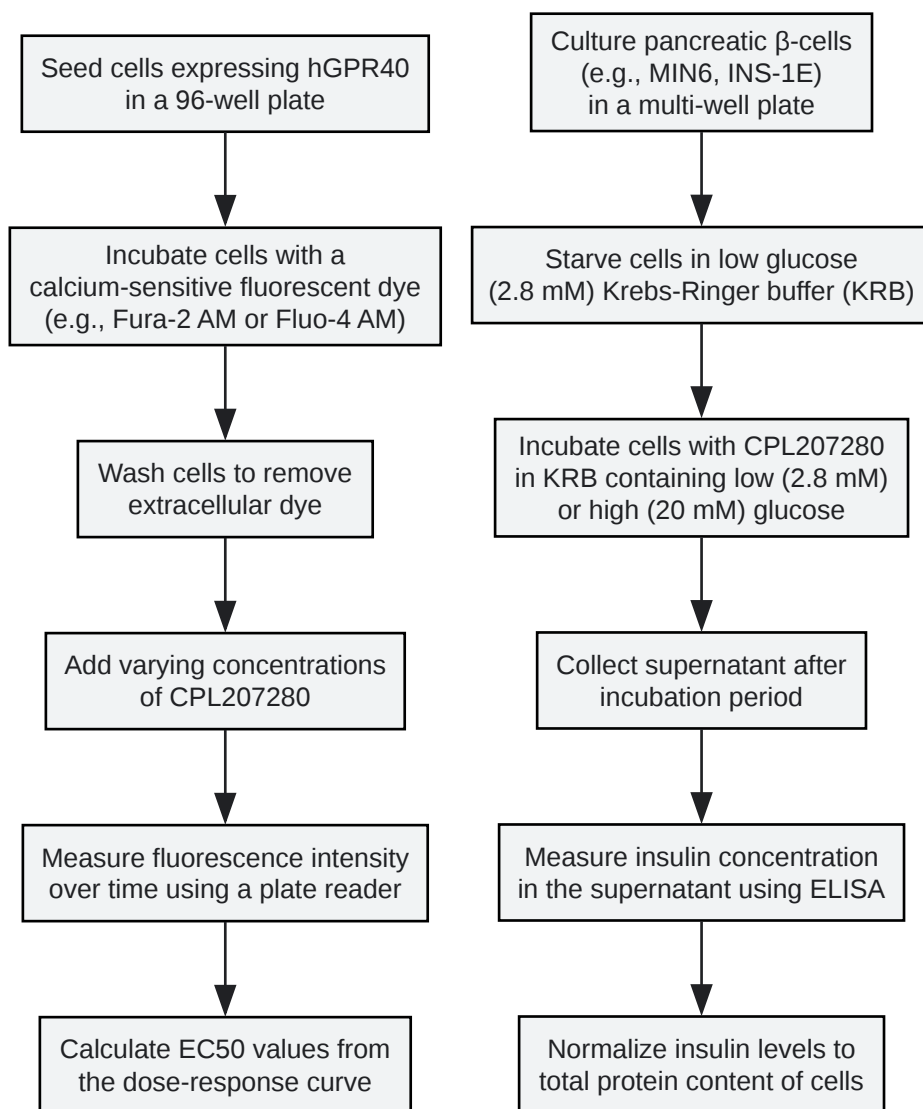 Seed cells expressing hGPR40
in a 96-well plate
Incubate cells with a
calcium-sensitive fluorescent dye
(e.g., Fura-2 AM or Fluo-4 AM)
Wash cells to remove
extracellular dye
Add varying concentrations
of CPL207280
Measure fluorescence intensity
over time using a plate reader
Calculate EC50 values from
the dose-response curve
Culture pancreatic β-cells
(e.g., MIN6, INS-1E)
in a multi-well plate
Starve cells in low glucose
(2.8 mM) Krebs-Ringer buffer (KRB)
Incubate cells with CPL207280
in KRB containing low (2.8 mM)
or high (20 mM) glucose
Collect supernatant after
incubation period
Measure insulin concentration
in the supernatant using ELISA
Normalize insulin levels to
total protein content of cells